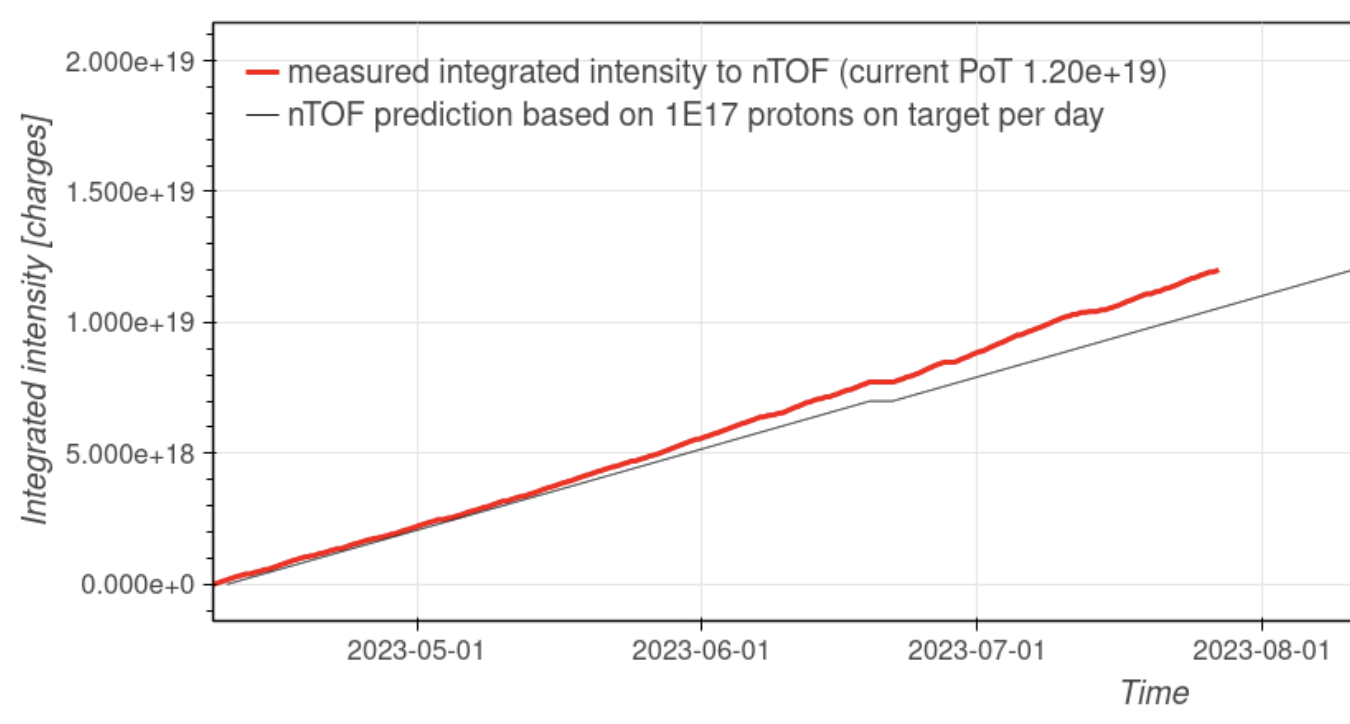 2.000e+19
measured integrated intensity to nTOF (current PoT 1.20e+19)
nTOF prediction based on 1E17 protons on target per day
1.500e+19
1.000e+19
5.000e+18
0.000e+0
Integrated intensity [charges]
2023-05-01 2023-06-01 2023-07-01 2023-08-01
Time